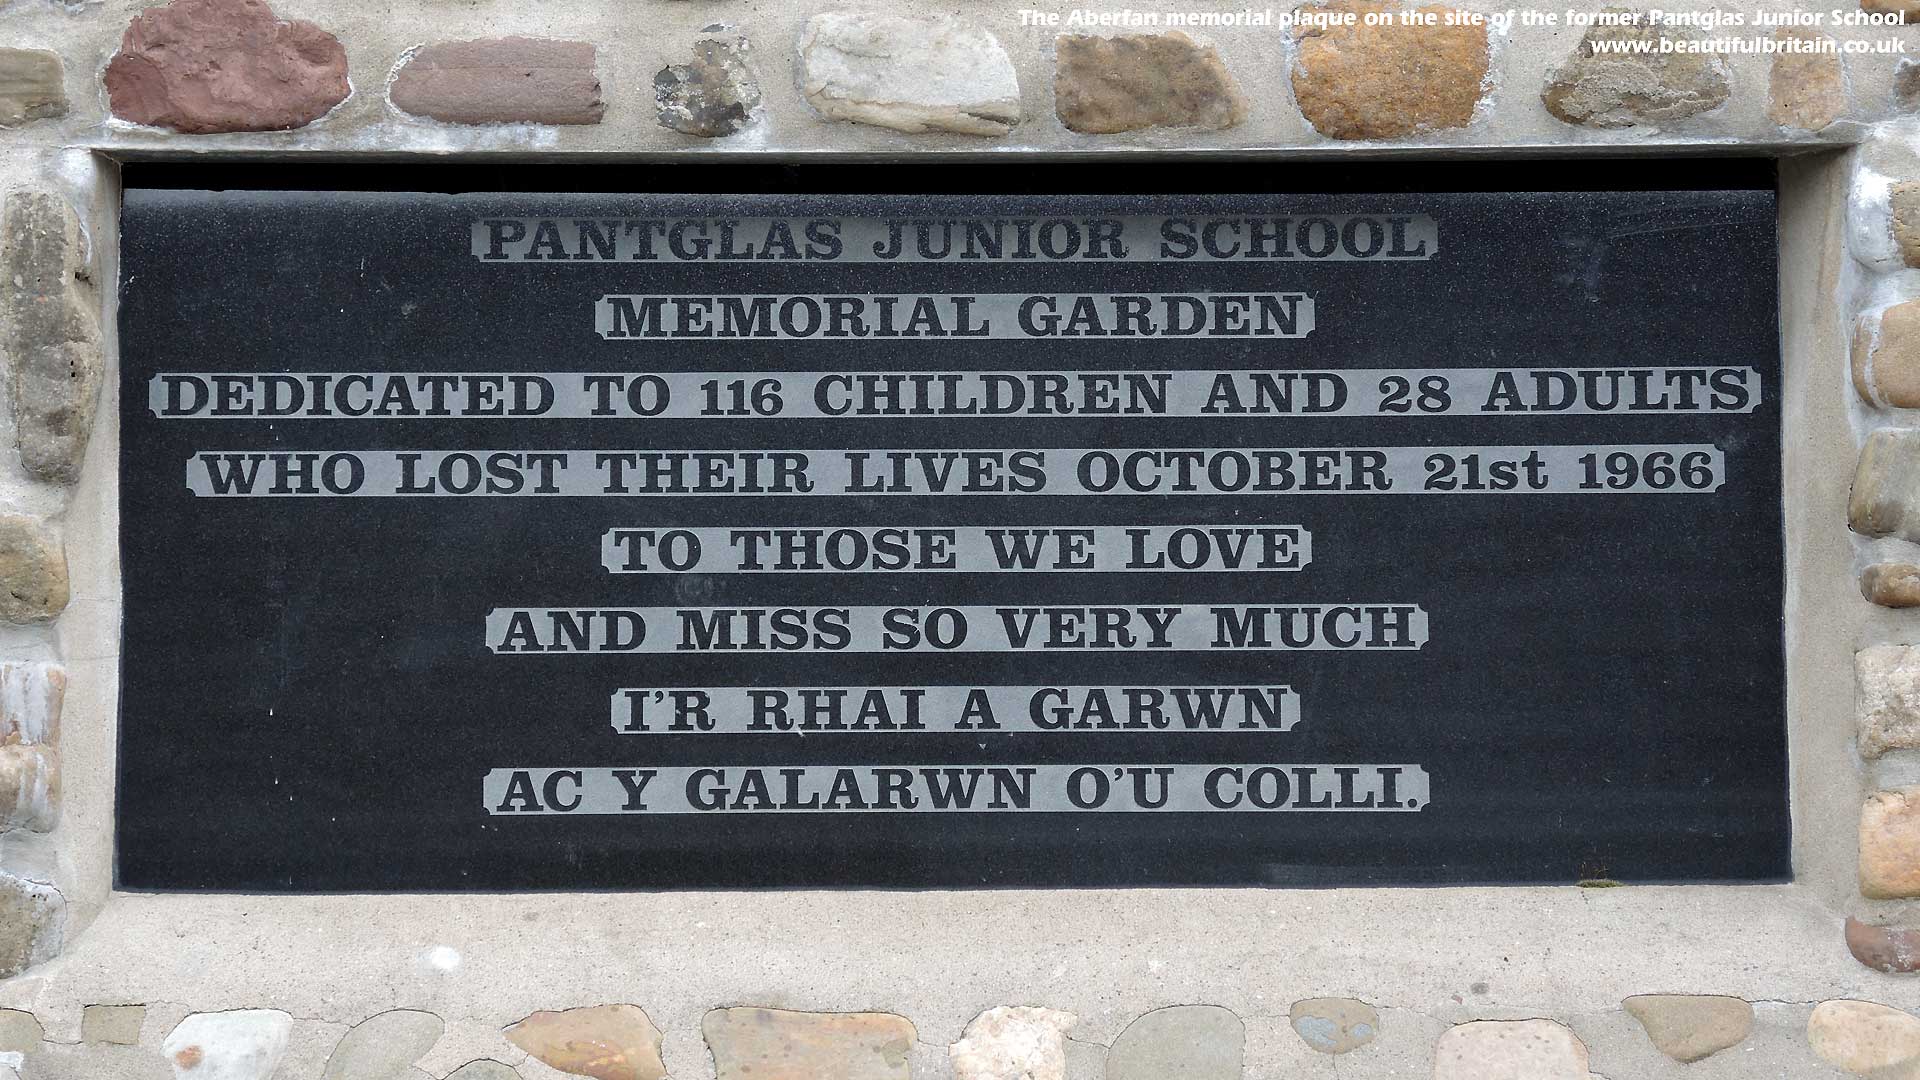 The Aberfan memorial plaque on the site of the former Pantglas Junior School
www.beautifulbritain.co.uk
PANTGLAS JUNIOR SCHOOL
MEMORIAL GARDEN
DEDICATED TO 116 CHILDREN AND 28 ADULTS
WHO LOST THEIR LIVES OCTOBER 21st 1966
TO THOSE WE LOVE
AND MISS SO VERY MUCH
I'R RHAI A GARWN
AC Y GALARWN O'U COLLI.